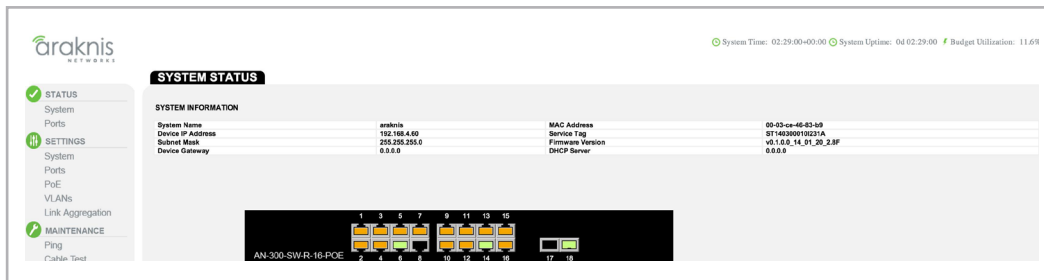 araknis
NETWORKS
System Time: 02:29:00+00:00 System Uptime: 0d 02:29:00 Budget Utilization: 11.6%
SYSTEM STATUS
STATUS
System
Ports
SETTINGS
System
Ports
PoE
VLANs
Link Aggregation
MAINTENANCE
Ping
Cable Test
SYSTEM INFORMATION
System Name araknis MAC Address 00-03-ce-46-83-b9
Device IP Address 192.168.4.60 Service Tag ST140300010I231A
Subnet Mask 255.255.255.0 Firmware Version v0.1.0.0_14_01_20_2.8F
Device Gateway 0.0.0.0 DHCP Server 0.0.0.0
1 3 5 7 9 11 13 15
AN-300-SW-R-16-POE 2 4 6 8 10 12 14 16 17 18